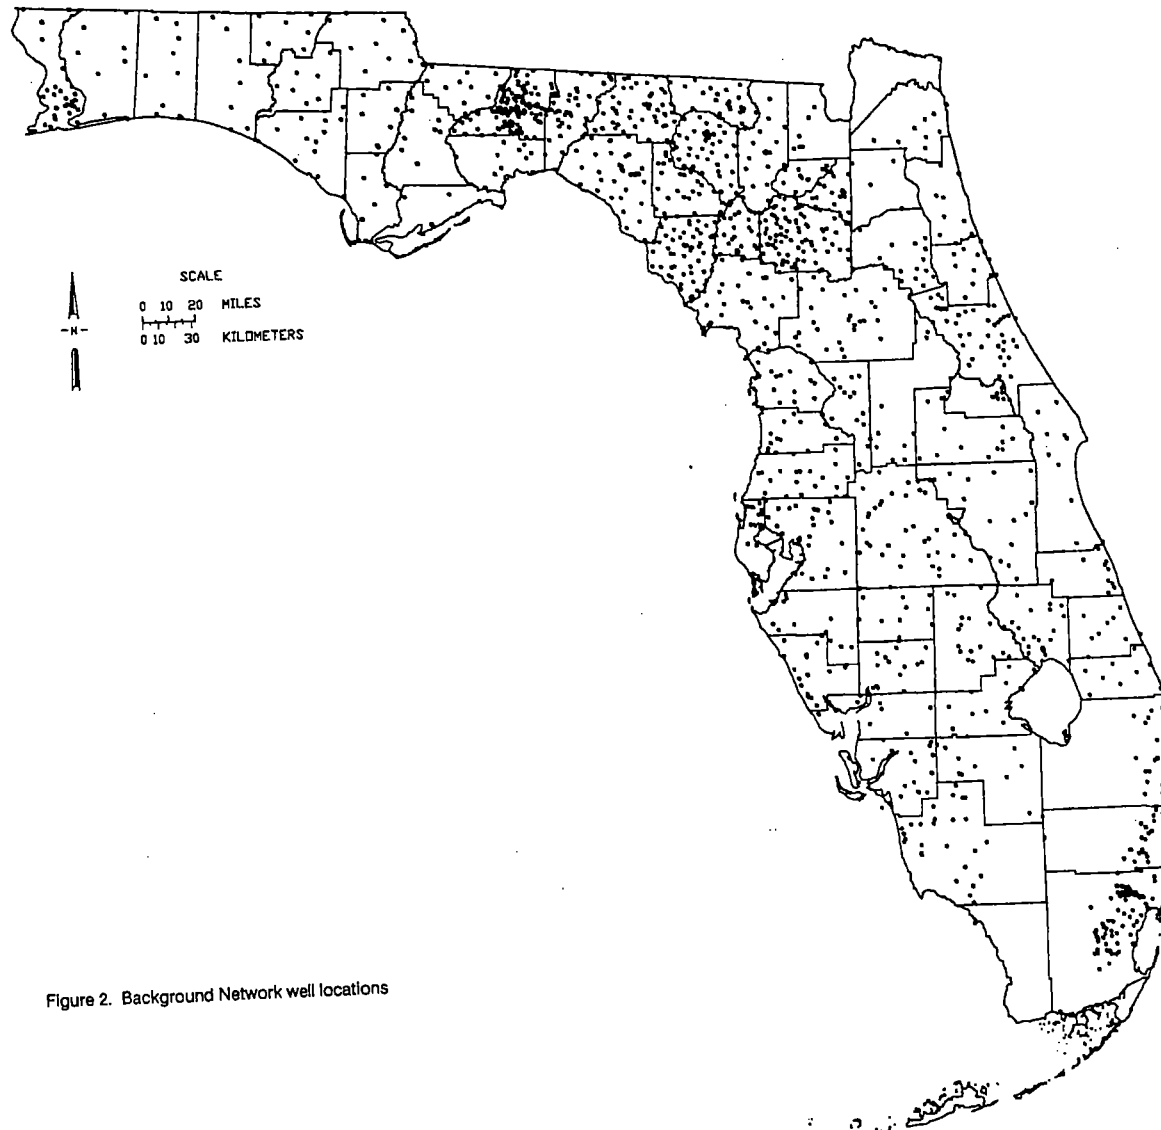 SCALE
0 10 20 MILES
0 10 30 KILOMETERS
-N-
Figure 2. Background Network well locations